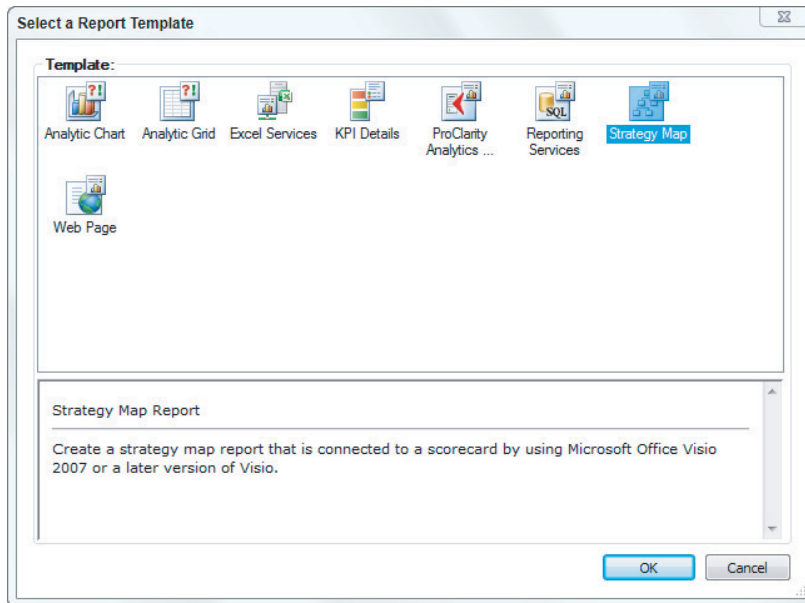 Select a Report Template
Template:
Analytic Chart
Analytic Grid
Excel Services
KPI Details
ProClarity
Analytics ...
SQL
Reporting
Services
Strategy Map
Web Page
Strategy Map Report
Create a strategy map report that is connected to a scorecard by using Microsoft Office Visio
2007 or a later version of Visio.
OK
Cancel